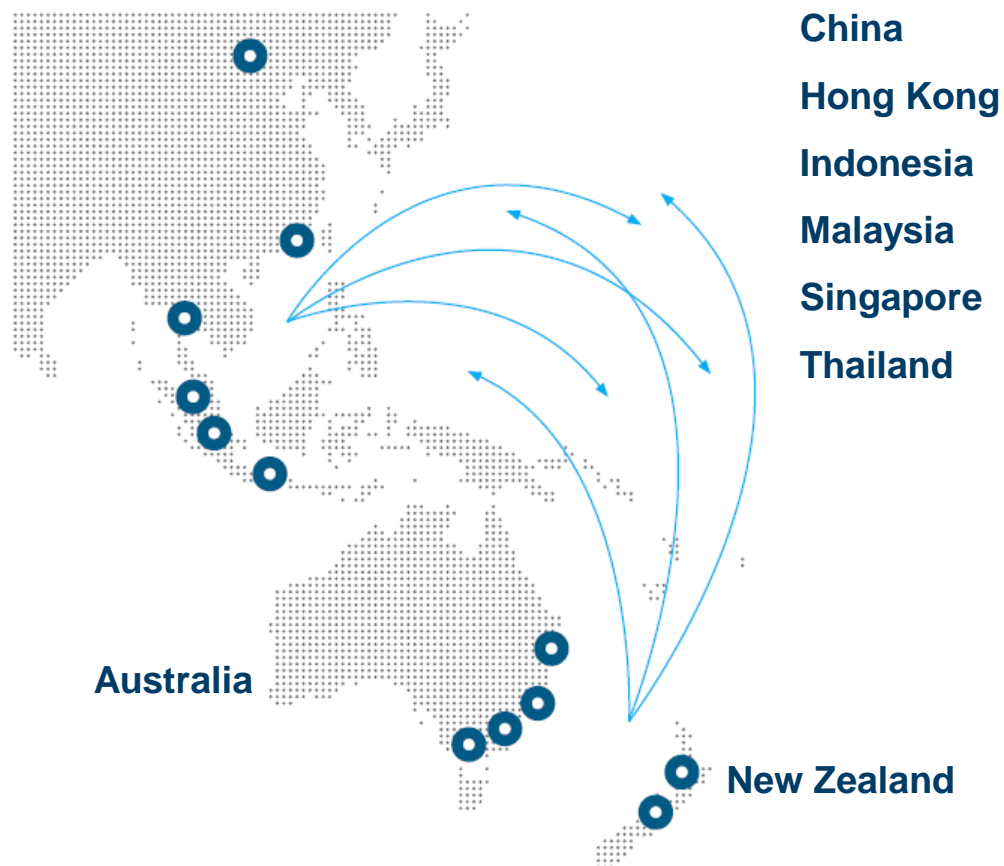 China
Hong Kong
Indonesia
Malaysia
Singapore
Thailand
Australia
New Zealand